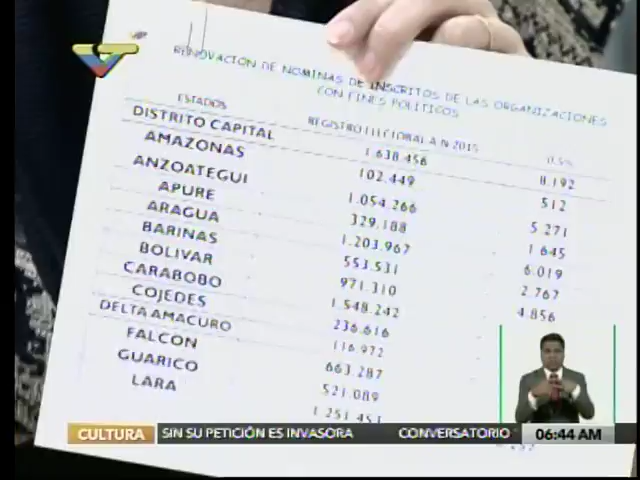 RENOVACION DE NOMINAS DE INSCRITOS DE LAS ORGANIZACIONES
CON FINES POLITICOS
ESTADOS REGISTRO ELECTORAL A N 2015 0.5%
DISTRITO CAPITAL 1.638.456 8.192
AMAZONAS 102.449 512
ANZOATEGUI 1.054.266 5.271
APURE 329.188 1.645
ARAGUA 1.203.967 6.019
BARINAS 553.531 2.767
BOLIVAR 971.310 4.856
CARABOBO 1.548.242
COJEDES 236.616
DELTA AMACURO 116.972
FALCON 663.287
GUARICO 521.089
LARA 1.251.451
CULTURA SIN SU PETICIÓN ES INVASORA CONVERSATORIO 06:44 AM